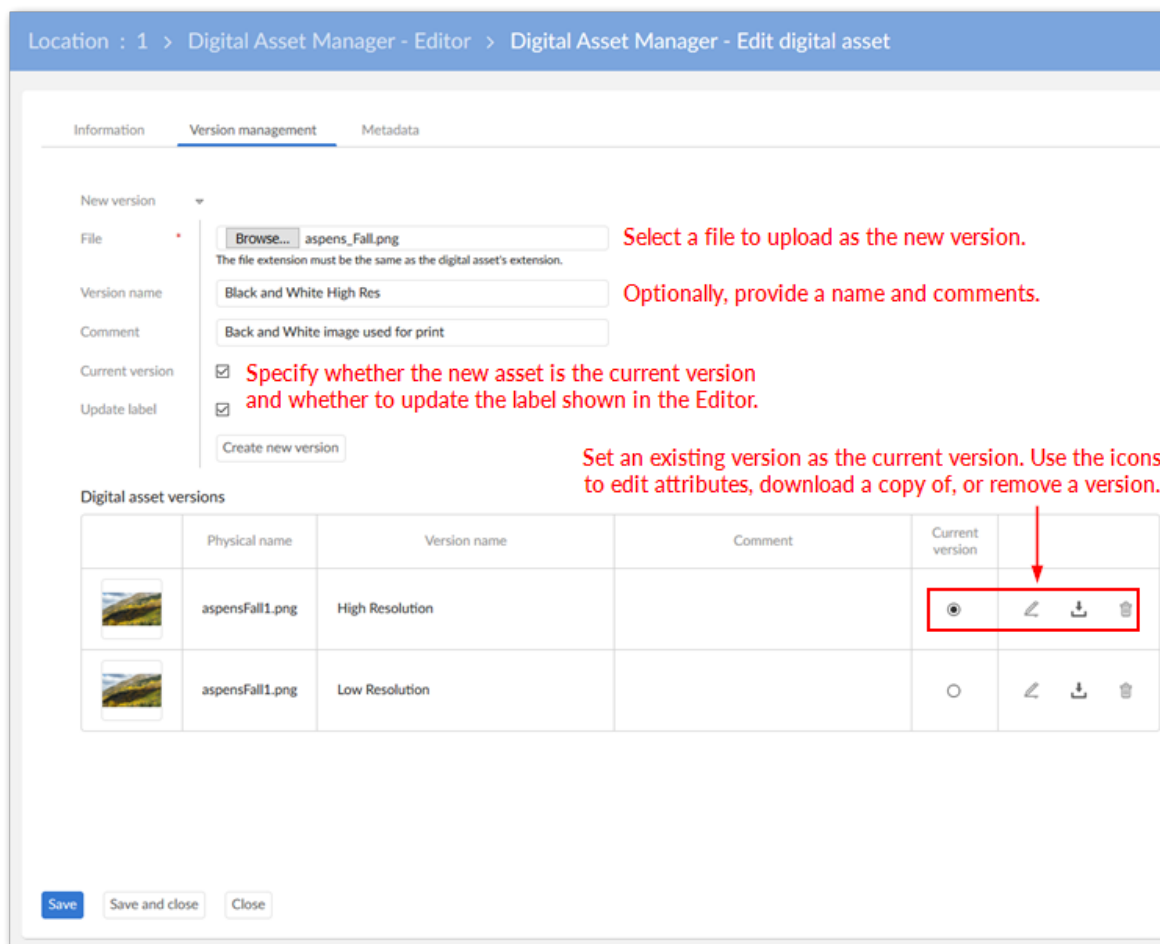 Location : 1 > Digital Asset Manager - Editor > Digital Asset Manager - Edit digital asset
Information Version management Metadata
New version
File * Browse... aspens_Fall.png Select a file to upload as the new version.
The file extension must be the same as the digital asset's extension.
Version name Black and White High Res Optionally, provide a name and comments.
Comment Back and White image used for print
Current version Specify whether the new asset is the current version
Update label and whether to update the label shown in the Editor.
Create new version
Set an existing version as the current version. Use the icons
to edit attributes, download a copy of, or remove a version.
Digital asset versions
Physical name Version name Comment Current
version
aspensFall1.png High Resolution
aspensFall1.png Low Resolution
Save Save and close Close